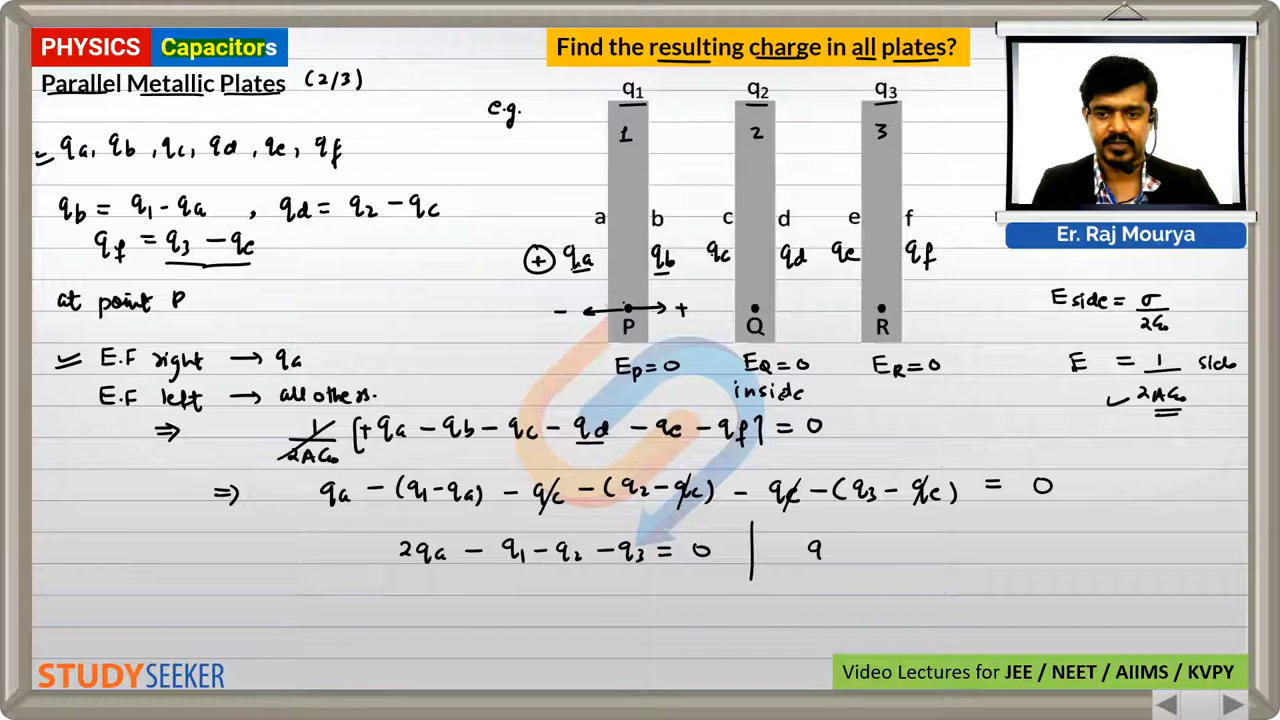 PHYSICS Capacitors
Find the resulting charge in all plates?
Parallel Metallic Plates (2/3)
e.g.
q1 q2 q3
1 2 3
qa, qb, qc, qd, qe, qf
qb = q1 - qa , qd = q2 - qc
qf = q3 - qe
a b c d e f
+ qa qb qc qd qe qf
Er. Raj Mourya
at point P
- +
P Q R
E side = σ/2ε0
E.F right → qa
EP = 0 EQ = 0 ER = 0
inside
E = 1/2Aε0 side
E.F left → all others.
⇒ 1/2Aε0 [+qa - qb - qc - qd - qe - qf] = 0
⇒ qa - (q1 - qa) - qc - (q2 - qc) - qe - (q3 - qe) = 0
2qa - q1 - q2 - q3 = 0 | q
STUDYSEEKER
Video Lectures for JEE / NEET / AIIMS / KVPY